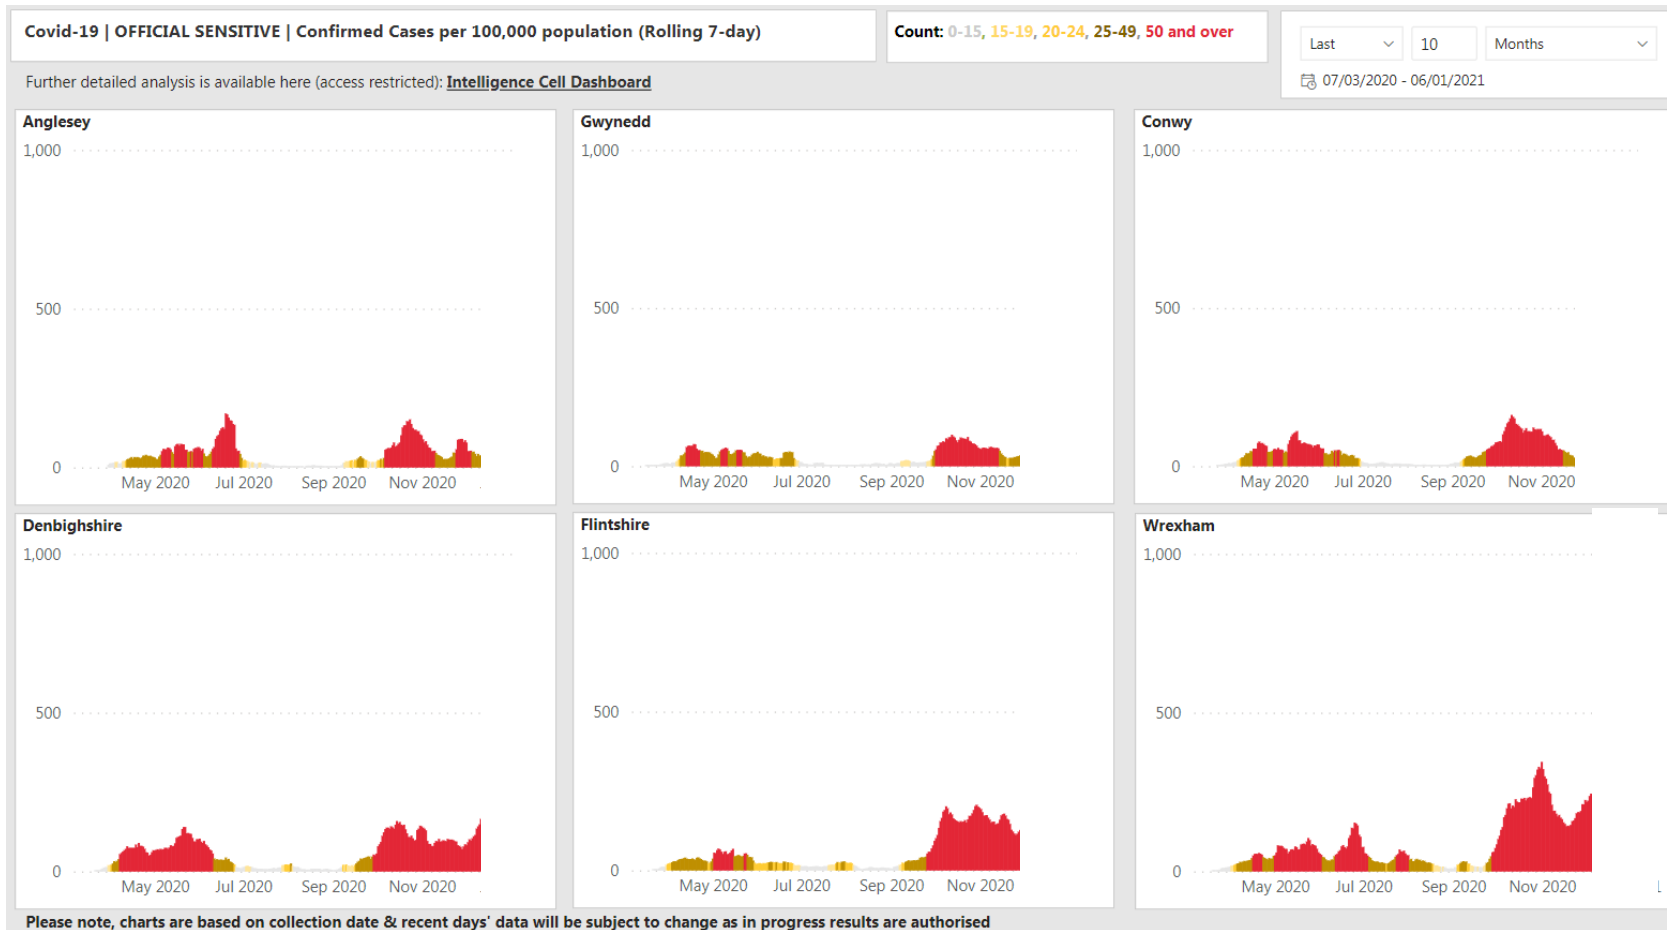 Covid-19 | OFFICIAL SENSITIVE | Confirmed Cases per 100,000 population (Rolling 7-day)
Count: 0-15, 15-19, 20-24, 25-49, 50 and over
Last 10 Months
07/03/2020 - 06/01/2021
Further detailed analysis is available here (access restricted): Intelligence Cell Dashboard
Anglesey
1,000
500
0
May 2020 Jul 2020 Sep 2020 Nov 2020
Gwynedd
1,000
500
0
May 2020 Jul 2020 Sep 2020 Nov 2020
Conwy
1,000
500
0
May 2020 Jul 2020 Sep 2020 Nov 2020
Denbighshire
1,000
500
0
May 2020 Jul 2020 Sep 2020 Nov 2020
Flintshire
1,000
500
0
May 2020 Jul 2020 Sep 2020 Nov 2020
Wrexham
1,000
500
0
May 2020 Jul 2020 Sep 2020 Nov 2020
Please note, charts are based on collection date & recent days' data will be subject to change as in progress results are authorised